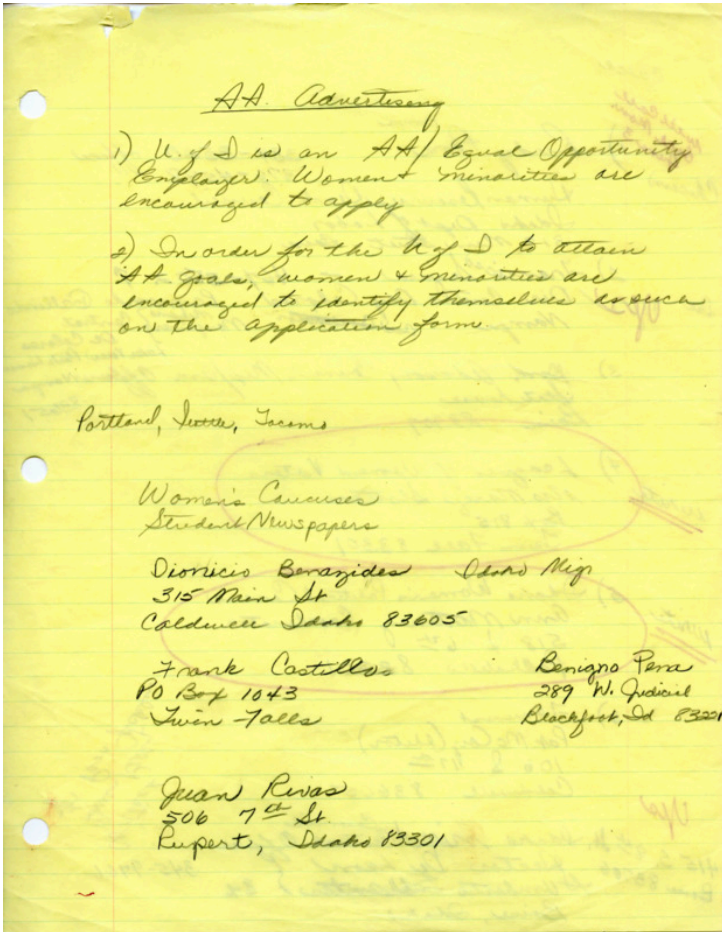 AA. Advertising
1) U. of I is an AA/ Equal Opportunity
Employer. Women & minorities are
encouraged to apply
2) In order for the U of I to attain
AA goals, women & minorities are
encouraged to identify themselves as such
on the application form.
Portland, Seattle, Tacoma
Women's Caucuses
Student Newspapers
Dionicio Benavides Idaho Migr
315 Main St
Caldwell Idaho 83605
Frank Castillo
PO Box 1043
Twin Falls
Benigno Pena
289 W. Judicial
Blackfoot, Id 83221
Juan Rivas
506 7th St.
Rupert, Idaho 83301